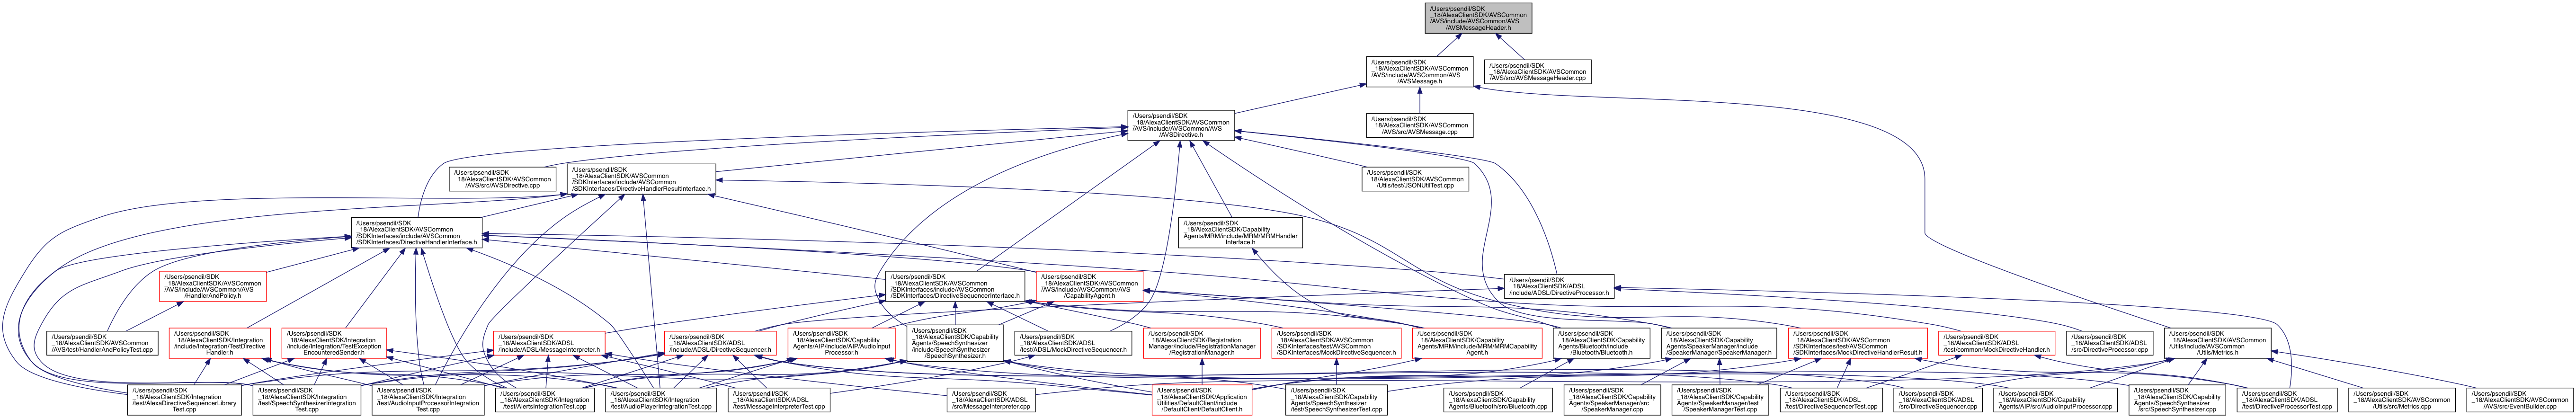 /Users/psendil/SDK
_18/AlexaClientSDK/AVSCommon
/AVS/include/AVSCommon/AVS
/AVSMessageHeader.h
/Users/psendil/SDK
_18/AlexaClientSDK/AVSCommon
/AVS/include/AVSCommon/AVS
/AVSMessage.h
/Users/psendil/SDK
_18/AlexaClientSDK/AVSCommon
/AVS/src/AVSMessageHeader.cpp
/Users/psendil/SDK
_18/AlexaClientSDK/AVSCommon
/AVS/include/AVSCommon/AVS
/AVSDirective.h
/Users/psendil/SDK
_18/AlexaClientSDK/AVSCommon
/AVS/src/AVSMessage.cpp
/Users/psendil/SDK
_18/AlexaClientSDK/AVSCommon
/AVS/src/AVSDirective.cpp
/Users/psendil/SDK
_18/AlexaClientSDK/AVSCommon
/SDKInterfaces/include/AVSCommon
/SDKInterfaces/DirectiveHandlerResultInterface.h
/Users/psendil/SDK
_18/AlexaClientSDK/AVSCommon
/Utils/test/JSONUtilTest.cpp
/Users/psendil/SDK
_18/AlexaClientSDK/AVSCommon
/SDKInterfaces/include/AVSCommon
/SDKInterfaces/DirectiveHandlerInterface.h
/Users/psendil/SDK
_18/AlexaClientSDK/Capability
Agents/MRM/include/MRM/MRMHandler
Interface.h
/Users/psendil/SDK
_18/AlexaClientSDK/AVSCommon
/AVS/include/AVSCommon/AVS
/HandlerAndPolicy.h
/Users/psendil/SDK
_18/AlexaClientSDK/AVSCommon
/SDKInterfaces/include/AVSCommon
/SDKInterfaces/DirectiveSequencerInterface.h
/Users/psendil/SDK
_18/AlexaClientSDK/AVSCommon
/AVS/include/AVSCommon/AVS
/CapabilityAgent.h
/Users/psendil/SDK
_18/AlexaClientSDK/ADSL
/include/ADSL/DirectiveProcessor.h
/Users/psendil/SDK
_18/AlexaClientSDK/AVSCommon
/AVS/test/HandlerAndPolicyTest.cpp
/Users/psendil/SDK
_18/AlexaClientSDK/Integration
/include/Integration/TestDirective
Handler.h
/Users/psendil/SDK
_18/AlexaClientSDK/Integration
/include/Integration/TestException
EncounteredSender.h
/Users/psendil/SDK
_18/AlexaClientSDK/ADSL
/include/ADSL/MessageInterpreter.h
/Users/psendil/SDK
_18/AlexaClientSDK/ADSL
/include/ADSL/DirectiveSequencer.h
/Users/psendil/SDK
_18/AlexaClientSDK/Capability
Agents/AIP/include/AIP/AudioInput
Processor.h
/Users/psendil/SDK
_18/AlexaClientSDK/Capability
Agents/SpeechSynthesizer
/include/SpeechSynthesizer
/SpeechSynthesizer.h
/Users/psendil/SDK
_18/AlexaClientSDK/ADSL
/test/ADSL/MockDirectiveSequencer.h
/Users/psendil/SDK
_18/AlexaClientSDK/Registration
Manager/include/RegistrationManager
/RegistrationManager.h
/Users/psendil/SDK
_18/AlexaClientSDK/AVSCommon
/SDKInterfaces/test/AVSCommon
/SDKInterfaces/MockDirectiveSequencer.h
/Users/psendil/SDK
_18/AlexaClientSDK/Capability
Agents/MRM/include/MRM/MRMCapability
Agent.h
/Users/psendil/SDK
_18/AlexaClientSDK/Capability
Agents/Bluetooth/include
/Bluetooth/Bluetooth.h
/Users/psendil/SDK
_18/AlexaClientSDK/Capability
Agents/SpeakerManager/include
/SpeakerManager/SpeakerManager.h
/Users/psendil/SDK
_18/AlexaClientSDK/AVSCommon
/SDKInterfaces/test/AVSCommon
/SDKInterfaces/MockDirectiveHandlerResult.h
/Users/psendil/SDK
_18/AlexaClientSDK/ADSL
/test/common/MockDirectiveHandler.h
/Users/psendil/SDK
_18/AlexaClientSDK/ADSL
/src/DirectiveProcessor.cpp
/Users/psendil/SDK
_18/AlexaClientSDK/AVSCommon
/Utils/include/AVSCommon
/Utils/Metrics.h
/Users/psendil/SDK
_18/AlexaClientSDK/Integration
/test/AlexaDirectiveSequencerLibrary
Test.cpp
/Users/psendil/SDK
_18/AlexaClientSDK/Integration
/test/SpeechSynthesizerIntegration
Test.cpp
/Users/psendil/SDK
_18/AlexaClientSDK/Integration
/test/AudioInputProcessorIntegration
Test.cpp
/Users/psendil/SDK
_18/AlexaClientSDK/Integration
/test/AlertsIntegrationTest.cpp
/Users/psendil/SDK
_18/AlexaClientSDK/Integration
/test/AudioPlayerIntegrationTest.cpp
/Users/psendil/SDK
_18/AlexaClientSDK/ADSL
/test/MessageInterpreterTest.cpp
/Users/psendil/SDK
_18/AlexaClientSDK/ADSL
/src/MessageInterpreter.cpp
/Users/psendil/SDK
_18/AlexaClientSDK/Application
Utilities/DefaultClient/include
/DefaultClient/DefaultClient.h
/Users/psendil/SDK
_18/AlexaClientSDK/Capability
Agents/SpeechSynthesizer
/test/SpeechSynthesizerTest.cpp
/Users/psendil/SDK
_18/AlexaClientSDK/Capability
Agents/Bluetooth/src/Bluetooth.cpp
/Users/psendil/SDK
_18/AlexaClientSDK/Capability
Agents/SpeakerManager/src
/SpeakerManager.cpp
/Users/psendil/SDK
_18/AlexaClientSDK/Capability
Agents/SpeakerManager/test
/SpeakerManagerTest.cpp
/Users/psendil/SDK
_18/AlexaClientSDK/ADSL
/test/DirectiveSequencerTest.cpp
/Users/psendil/SDK
_18/AlexaClientSDK/ADSL
/src/DirectiveSequencer.cpp
/Users/psendil/SDK
_18/AlexaClientSDK/Capability
Agents/AIP/src/AudioInputProcessor.cpp
/Users/psendil/SDK
_18/AlexaClientSDK/Capability
Agents/SpeechSynthesizer
/src/SpeechSynthesizer.cpp
/Users/psendil/SDK
_18/AlexaClientSDK/ADSL
/test/DirectiveProcessorTest.cpp
/Users/psendil/SDK
_18/AlexaClientSDK/AVSCommon
/Utils/src/Metrics.cpp
/Users/psendil/SDK
_18/AlexaClientSDK/AVSCommon
/AVS/src/EventBuilder.cpp